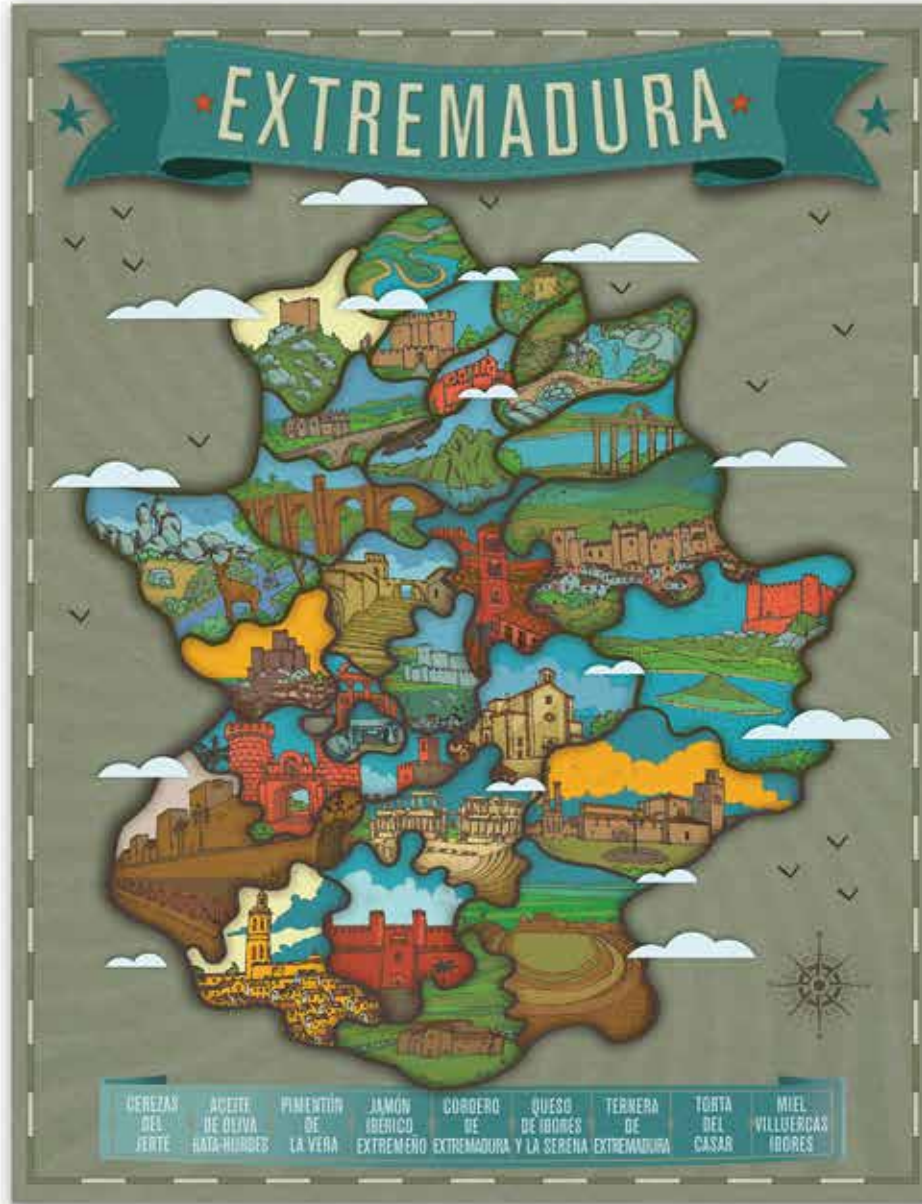 EXTREMADURA
CEREZAS
DEL
JERTE
ACEITE
DE OLIVA
GATA-HURDES
PIMENTÓN
DE
LA VERA
JAMÓN
IBÉRICO
EXTREMEÑO
CORDERO
DE
EXTREMADURA
QUESO
DE IBORES
Y LA SERENA
TERNERA
DE
EXTREMADURA
TORTA
DEL
CASAR
MIEL
VILLUERCAS
IBORES